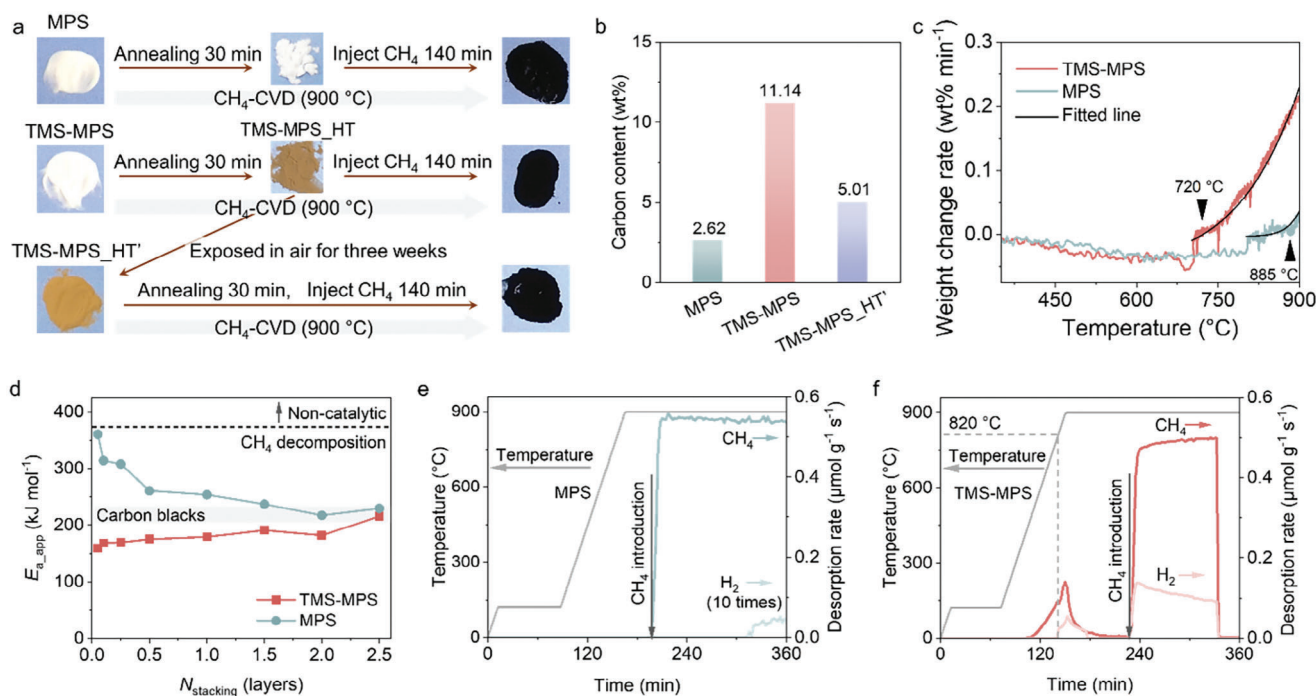 a
MPS
Annealing 30 min
Inject CH₄ 140 min
CH₄-CVD (900 °C)
TMS-MPS
TMS-MPS_HT
Annealing 30 min
Inject CH₄ 140 min
CH₄-CVD (900 °C)
TMS-MPS_HT'
Exposed in air for three weeks
Annealing 30 min, Inject CH₄ 140 min
CH₄-CVD (900 °C)
b
Carbon content (wt%)
15
10
5
0
2.62
11.14
5.01
MPS
TMS-MPS
TMS-MPS_HT'
c
Weight change rate (wt% min⁻¹)
0.3
0.2
0.1
0.0
TMS-MPS
MPS
Fitted line
720 °C
885 °C
450 600 750 900
Temperature (°C)
d
Eₐ_app (kJ mol⁻¹)
400
350
300
250
200
150
100
50
0
Non-catalytic
CH₄ decomposition
Carbon blacks
TMS-MPS
MPS
0.0 0.5 1.0 1.5 2.0 2.5
N_stacking (layers)
e
Temperature (°C)
900
600
300
0
Temperature
MPS
CH₄ introduction
CH₄
H₂
(10 times)
0.6
0.4
0.2
0.0
Desorption rate (μmol g⁻¹ s⁻¹)
0 120 240 360
Time (min)
f
Temperature (°C)
900
600
300
0
820 °C
Temperature
TMS-MPS
CH₄ introduction
CH₄
H₂
0.6
0.4
0.2
0.0
Desorption rate (μmol g⁻¹ s⁻¹)
0 120 240 360
Time (min)